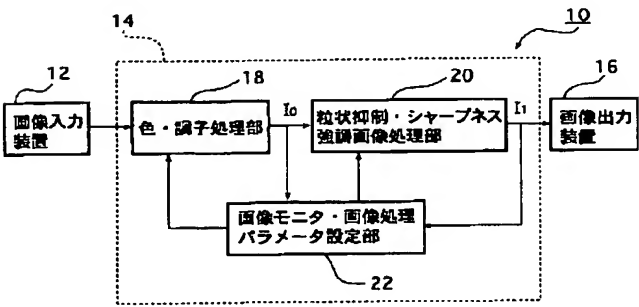 14
10
12
18
20
16
画像入力
装置
色・調子処理部
I0
粒状抑制・シャープネス
強調画像処理部
I1
画像出力
装置
画像モニタ・画像処理
パラメータ設定部
22